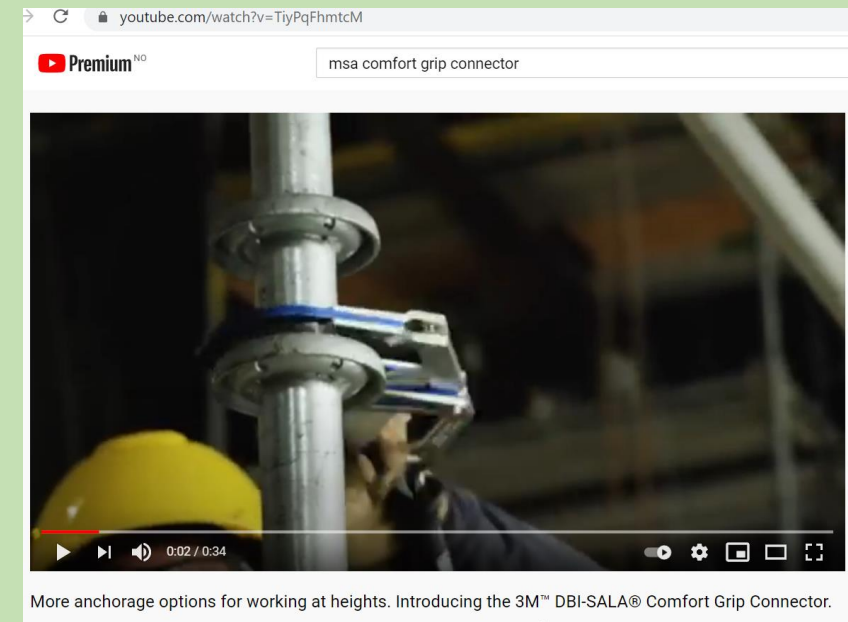 youtube.com/watch?v=TiyPqFhmtcM
Premium NO
msa comfort grip connector
0:02 / 0:34
More anchorage options for working at heights. Introducing the 3M™ DBI-SALA® Comfort Grip Connector.